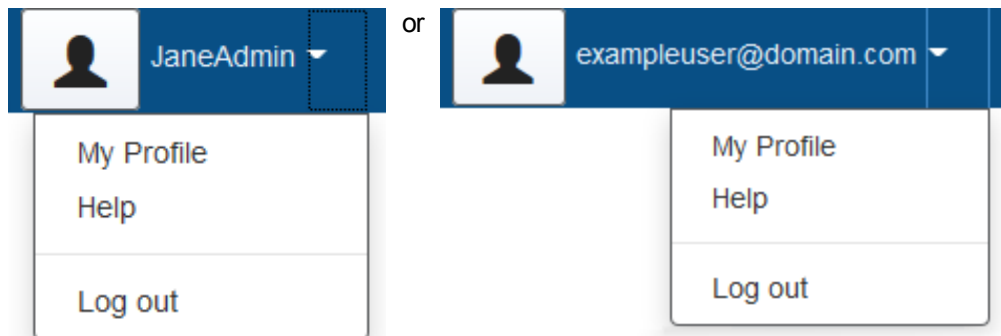 JaneAdmin
My Profile
Help
Log out
or
exampleuser@domain.com
My Profile
Help
Log out